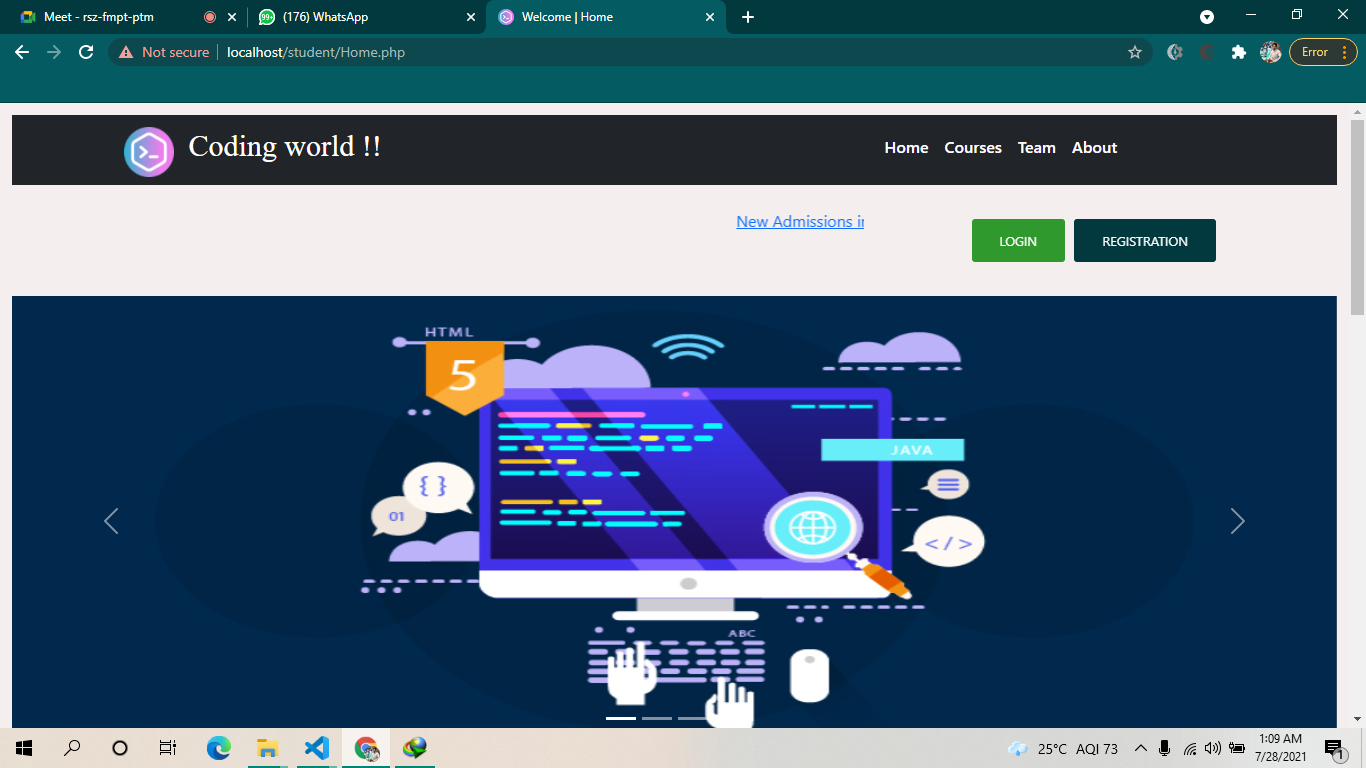 Meet - rsz-fmpt-ptm
99+
(176) WhatsApp
Welcome | Home
Not secure
localhost/student/Home.php
Error
Coding world !!
Home Courses Team About
New Admissions i
LOGIN
REGISTRATION
HTML
5
JAVA
{ }
01
</>
ABC
25°C AQI 73
1:09 AM
7/28/2021
1